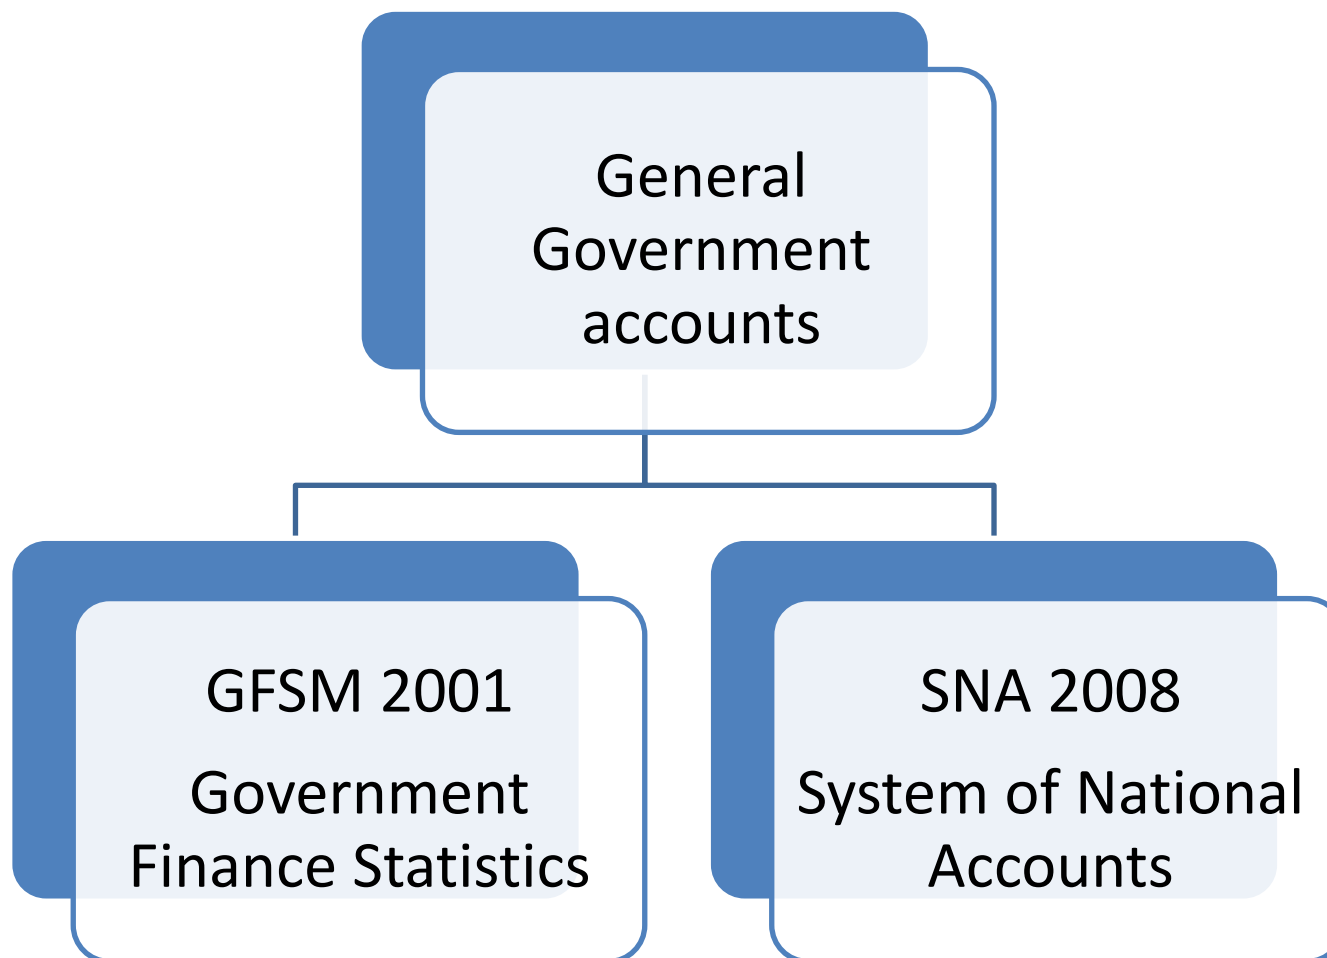 General
Government
accounts
GFSM 2001
Government
Finance Statistics
SNA 2008
System of National
Accounts